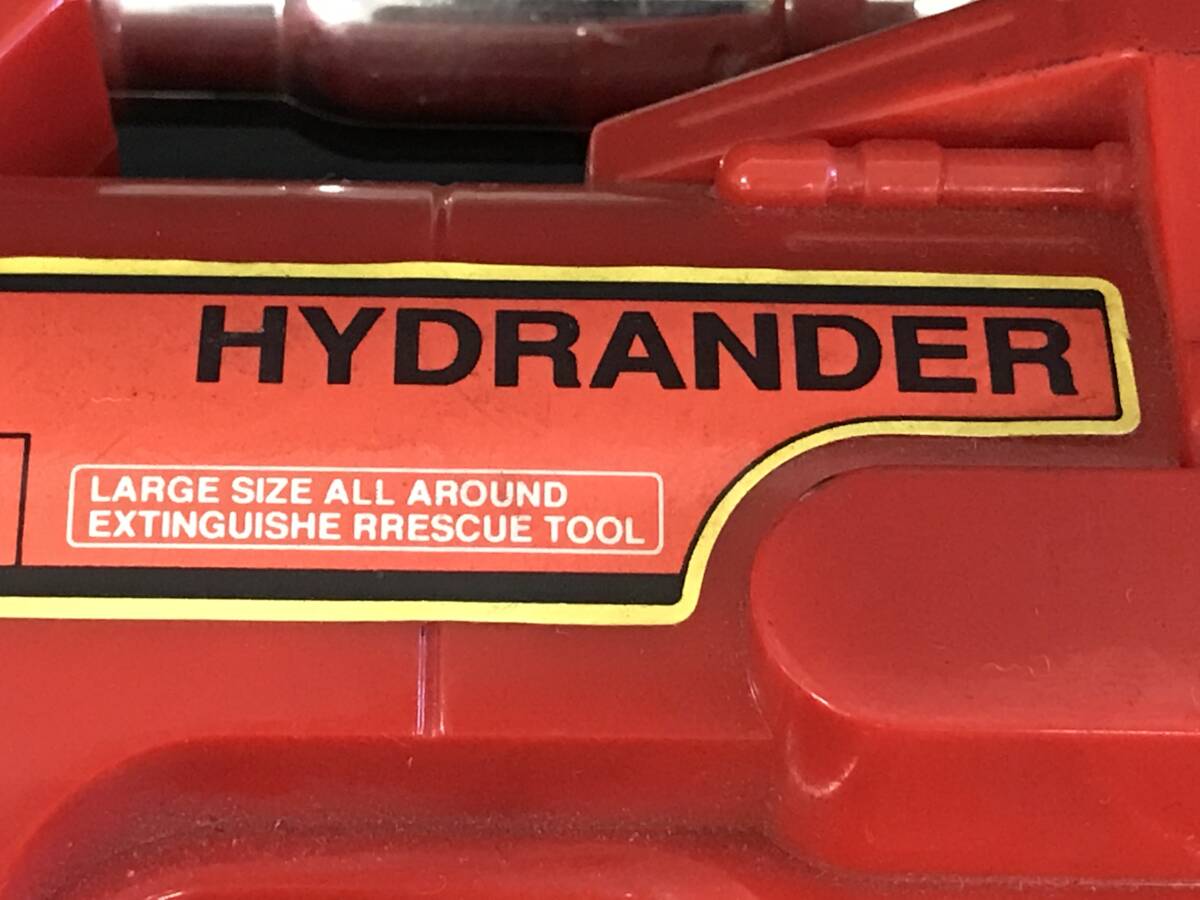 HYDRANDER
LARGE SIZE ALL AROUND
EXTINGUISHE RRESCUE TOOL